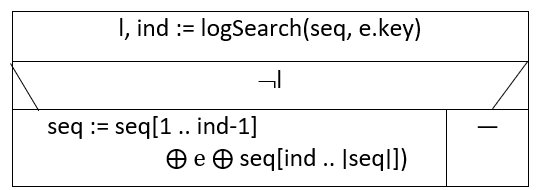 l, ind := logSearch(seq, e.key)
¬l
seq := seq[1 .. ind-1]
⊕ e ⊕ seq[ind .. |seq|])
—